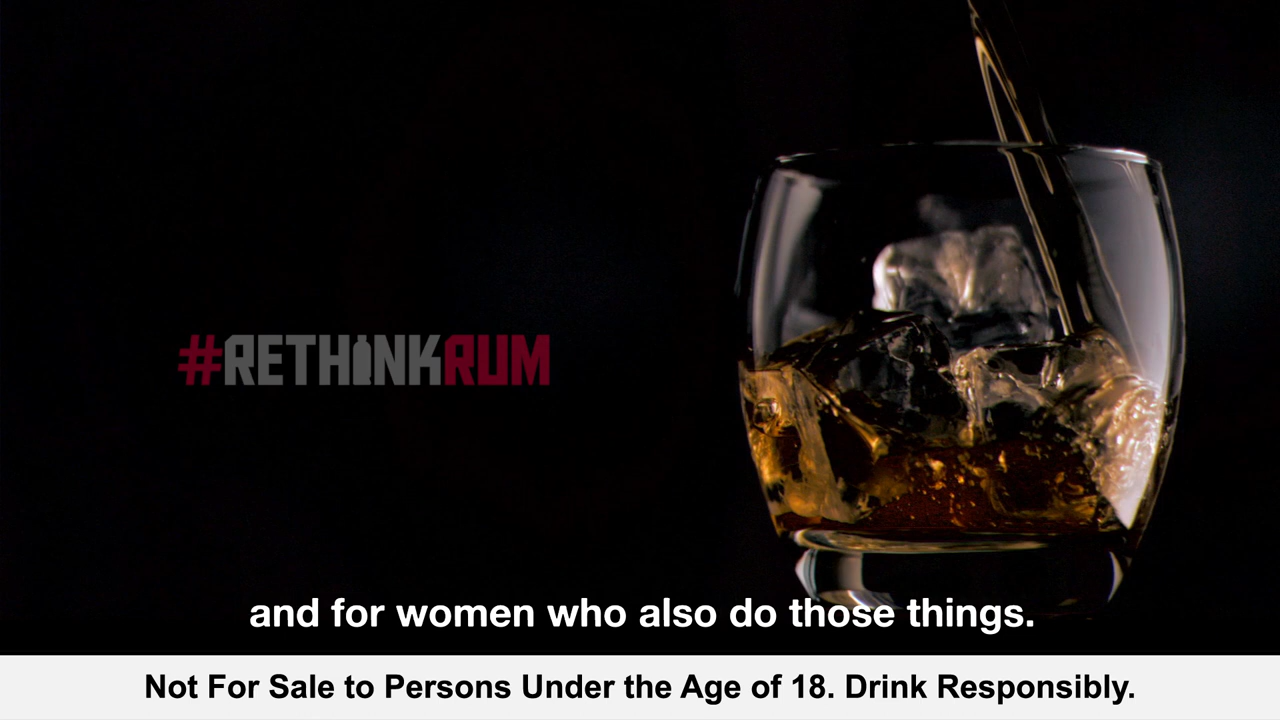 #RETHINKRUM
and for women who also do those things.
Not For Sale to Persons Under the Age of 18. Drink Responsibly.